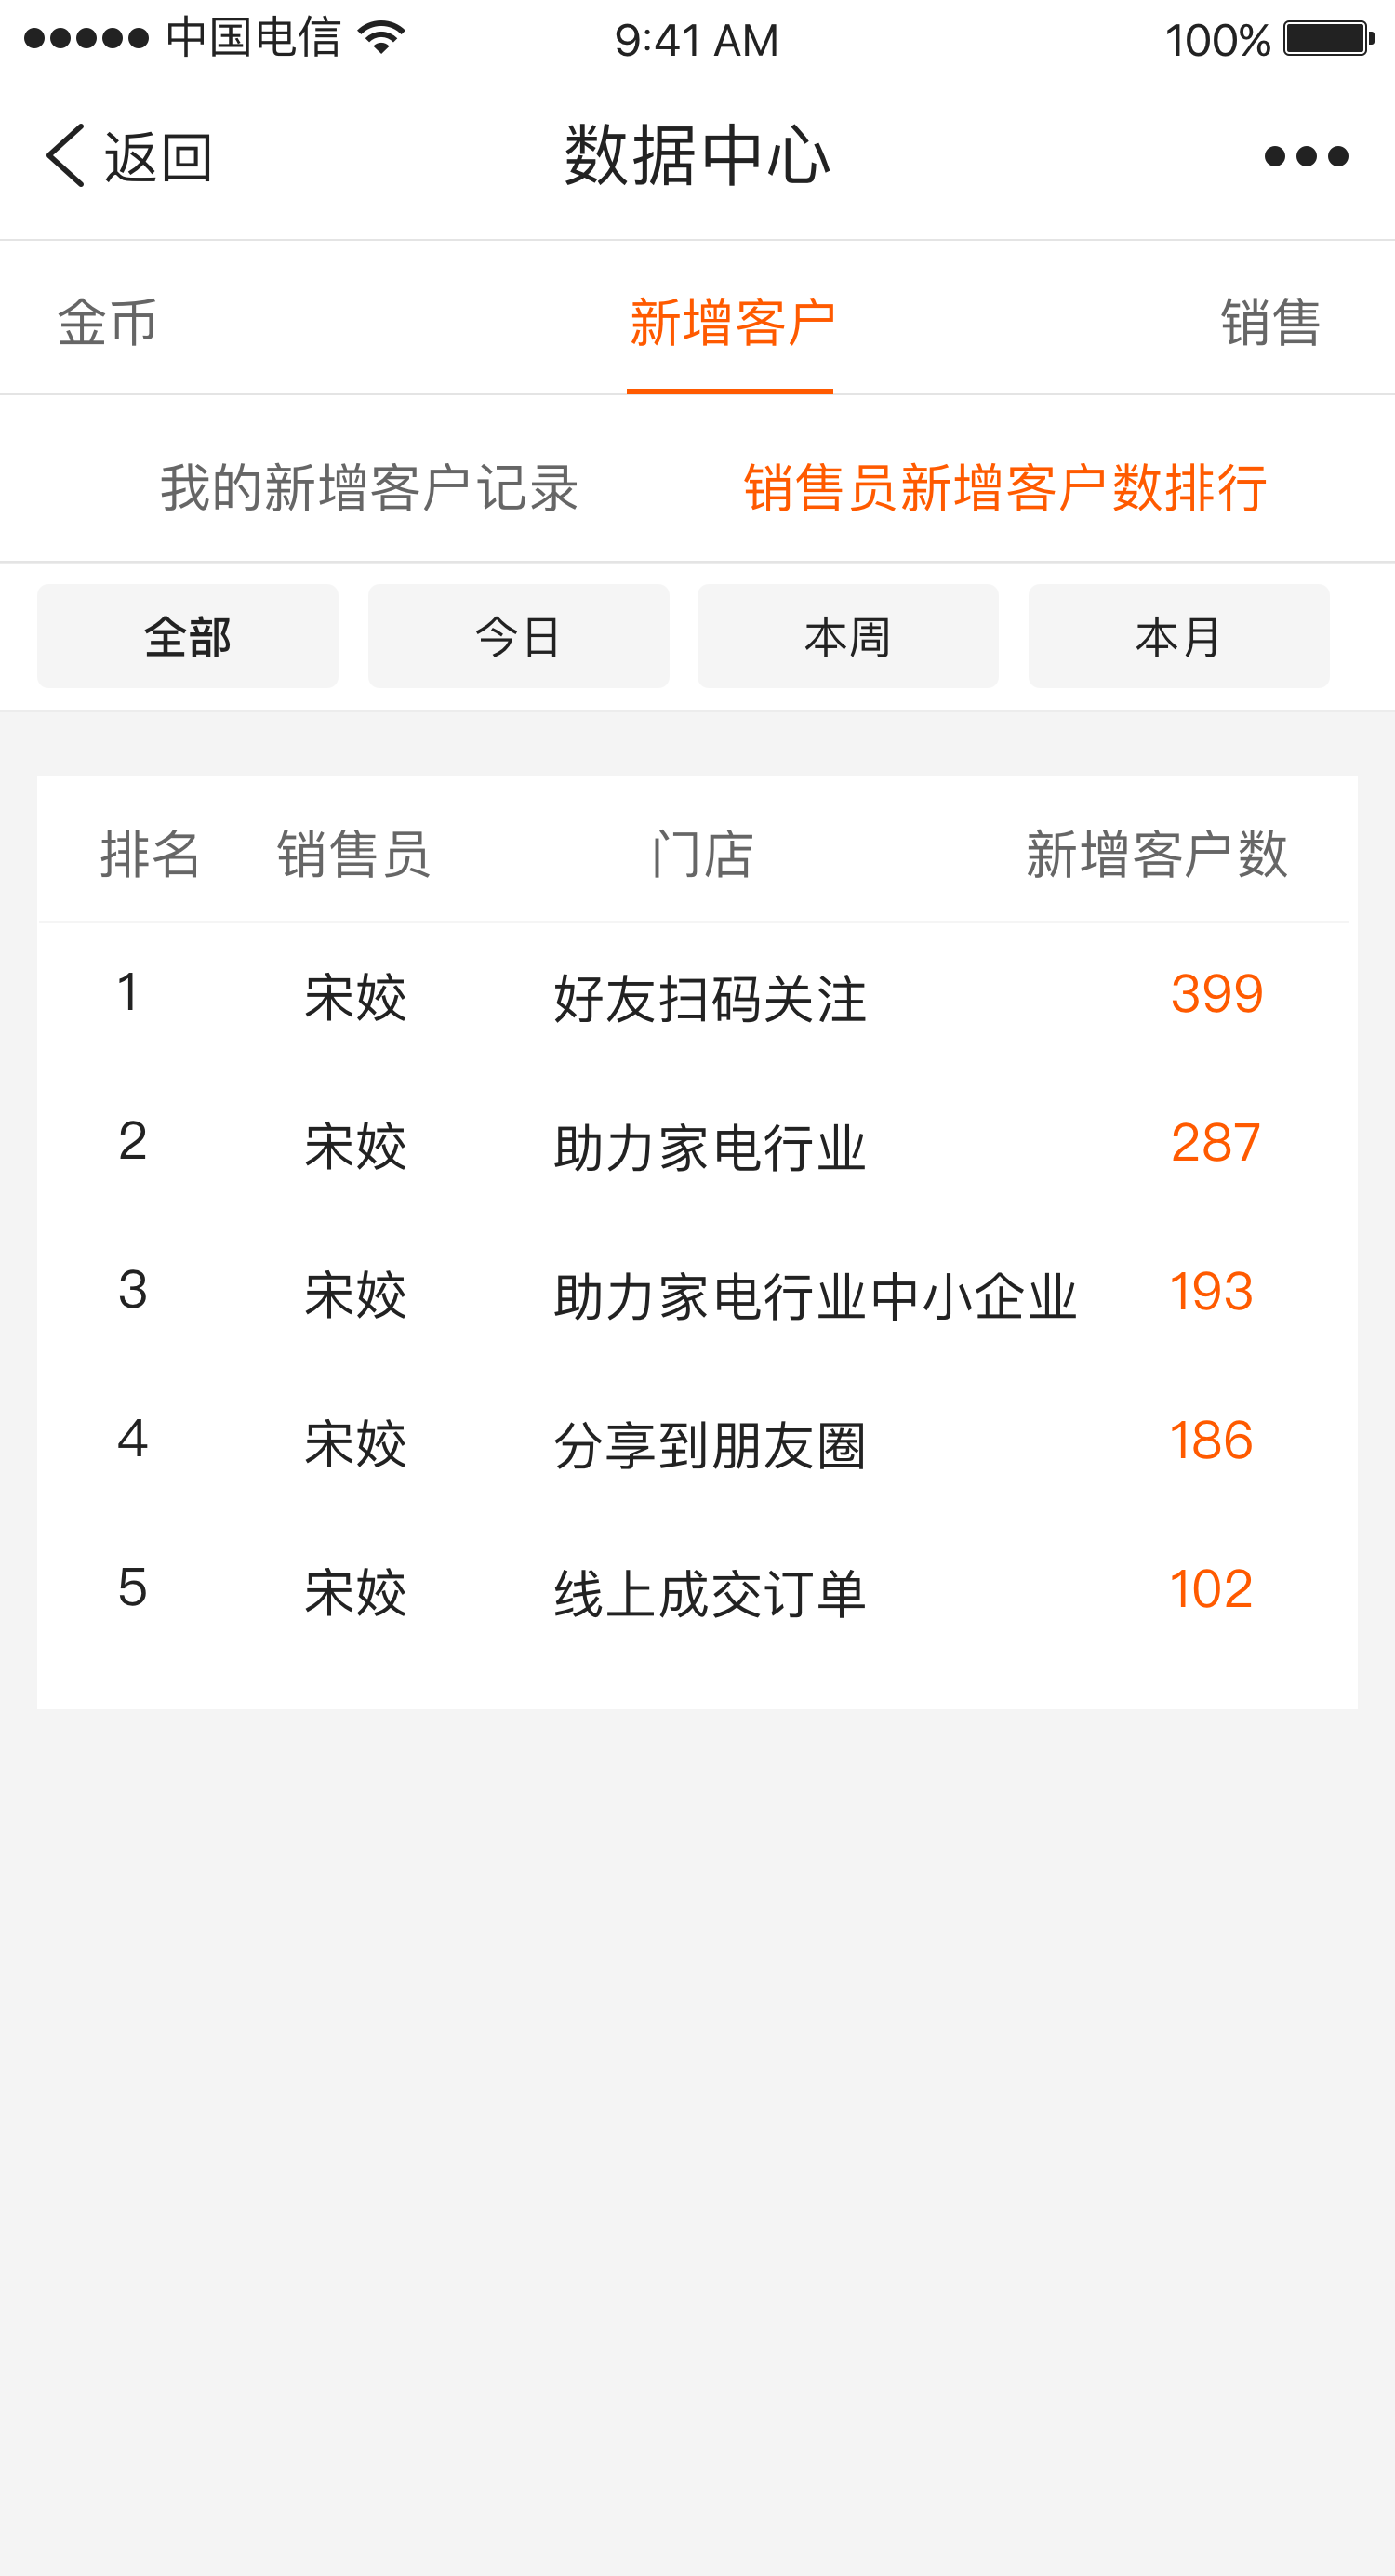 中国电信 9:41 AM 100%
返回 数据中心
金币 新增客户 销售
我的新增客户记录 销售员新增客户数排行
全部 今日 本周 本月
排名 销售员 门店 新增客户数
1 宋姣 好友扫码关注 399
2 宋姣 助力家电行业 287
3 宋姣 助力家电行业中小企业 193
4 宋姣 分享到朋友圈 186
5 宋姣 线上成交订单 102